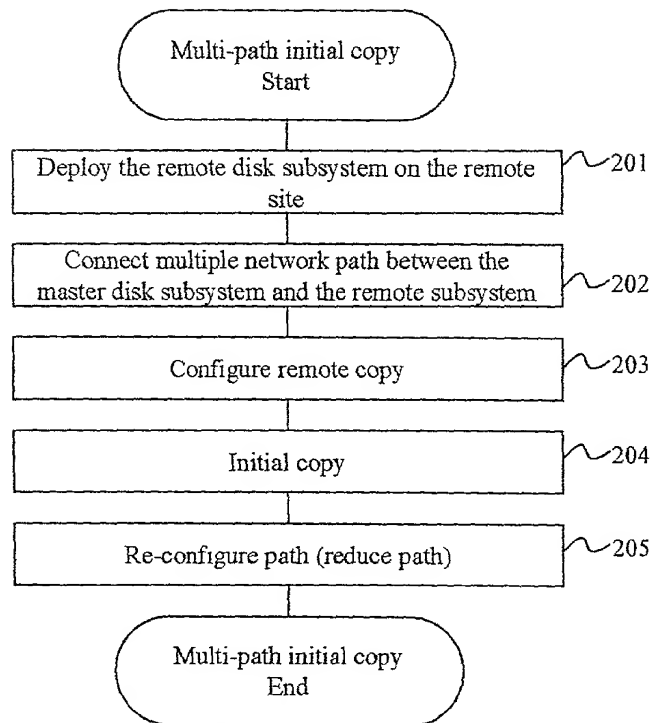 Multi-path initial copy
Start
Deploy the remote disk subsystem on the remote
site
201
Connect multiple network path between the
master disk subsystem and the remote subsystem
202
Configure remote copy
203
Initial copy
204
Re-configure path (reduce path)
205
Multi-path initial copy
End